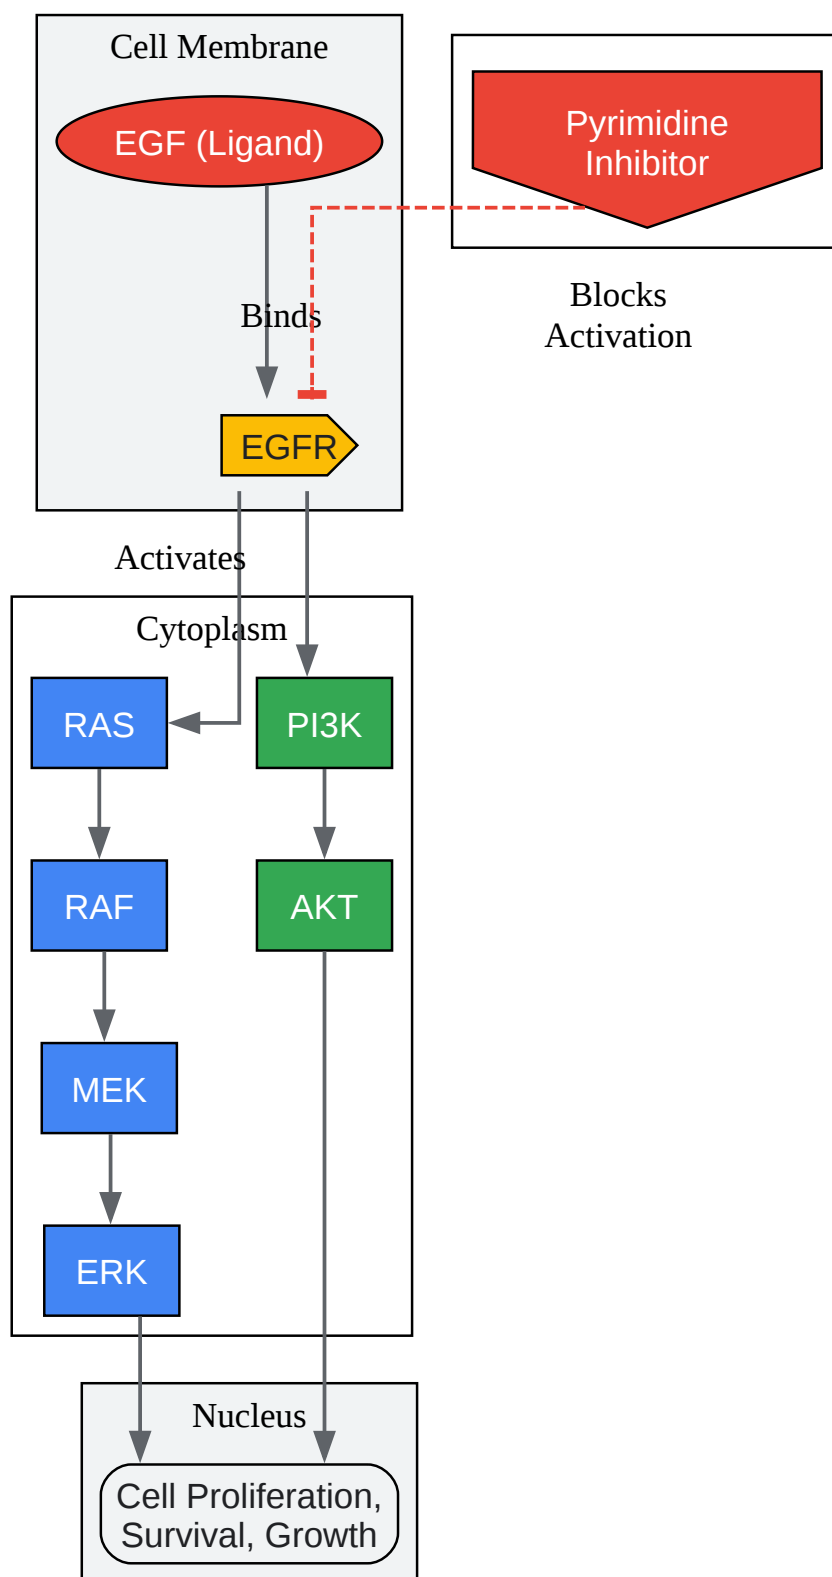 Cell Membrane
EGF (Ligand)
Pyrimidine
Inhibitor
Binds
Blocks
Activation
EGFR
Activates
Cytoplasm
RAS
PI3K
RAF
AKT
MEK
ERK
Nucleus
Cell Proliferation,
Survival, Growth